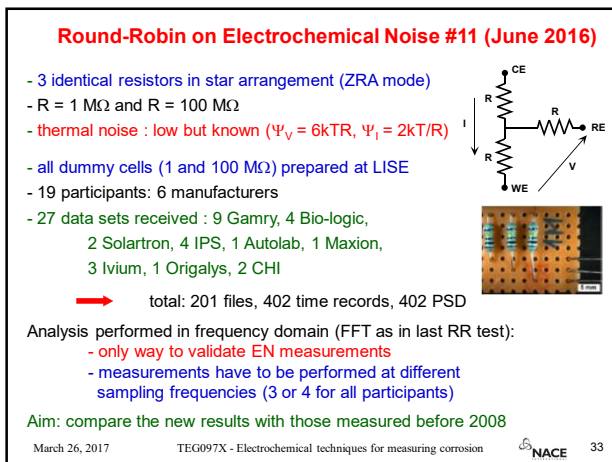 Round-Robin on Electrochemical Noise #11 (June 2016)
- 3 identical resistors in star arrangement (ZRA mode)
- R = 1 MΩ and R = 100 MΩ
- thermal noise : low but known (ΨV = 6kTR, ΨI = 2kT/R)
- all dummy cells (1 and 100 MΩ) prepared at LISE
- 19 participants: 6 manufacturers
- 27 data sets received : 9 Gamry, 4 Bio-logic,
2 Solartron, 4 IPS, 1 Autolab, 1 Maxion,
3 Ivium, 1 Origalys, 2 CHI
total: 201 files, 402 time records, 402 PSD
Analysis performed in frequency domain (FFT as in last RR test):
- only way to validate EN measurements
- measurements have to be performed at different
sampling frequencies (3 or 4 for all participants)
Aim: compare the new results with those measured before 2008
CE
R
R
I
RE
R
V
WE
5 mm
March 26, 2017
TEG097X - Electrochemical techniques for measuring corrosion
NACE
33